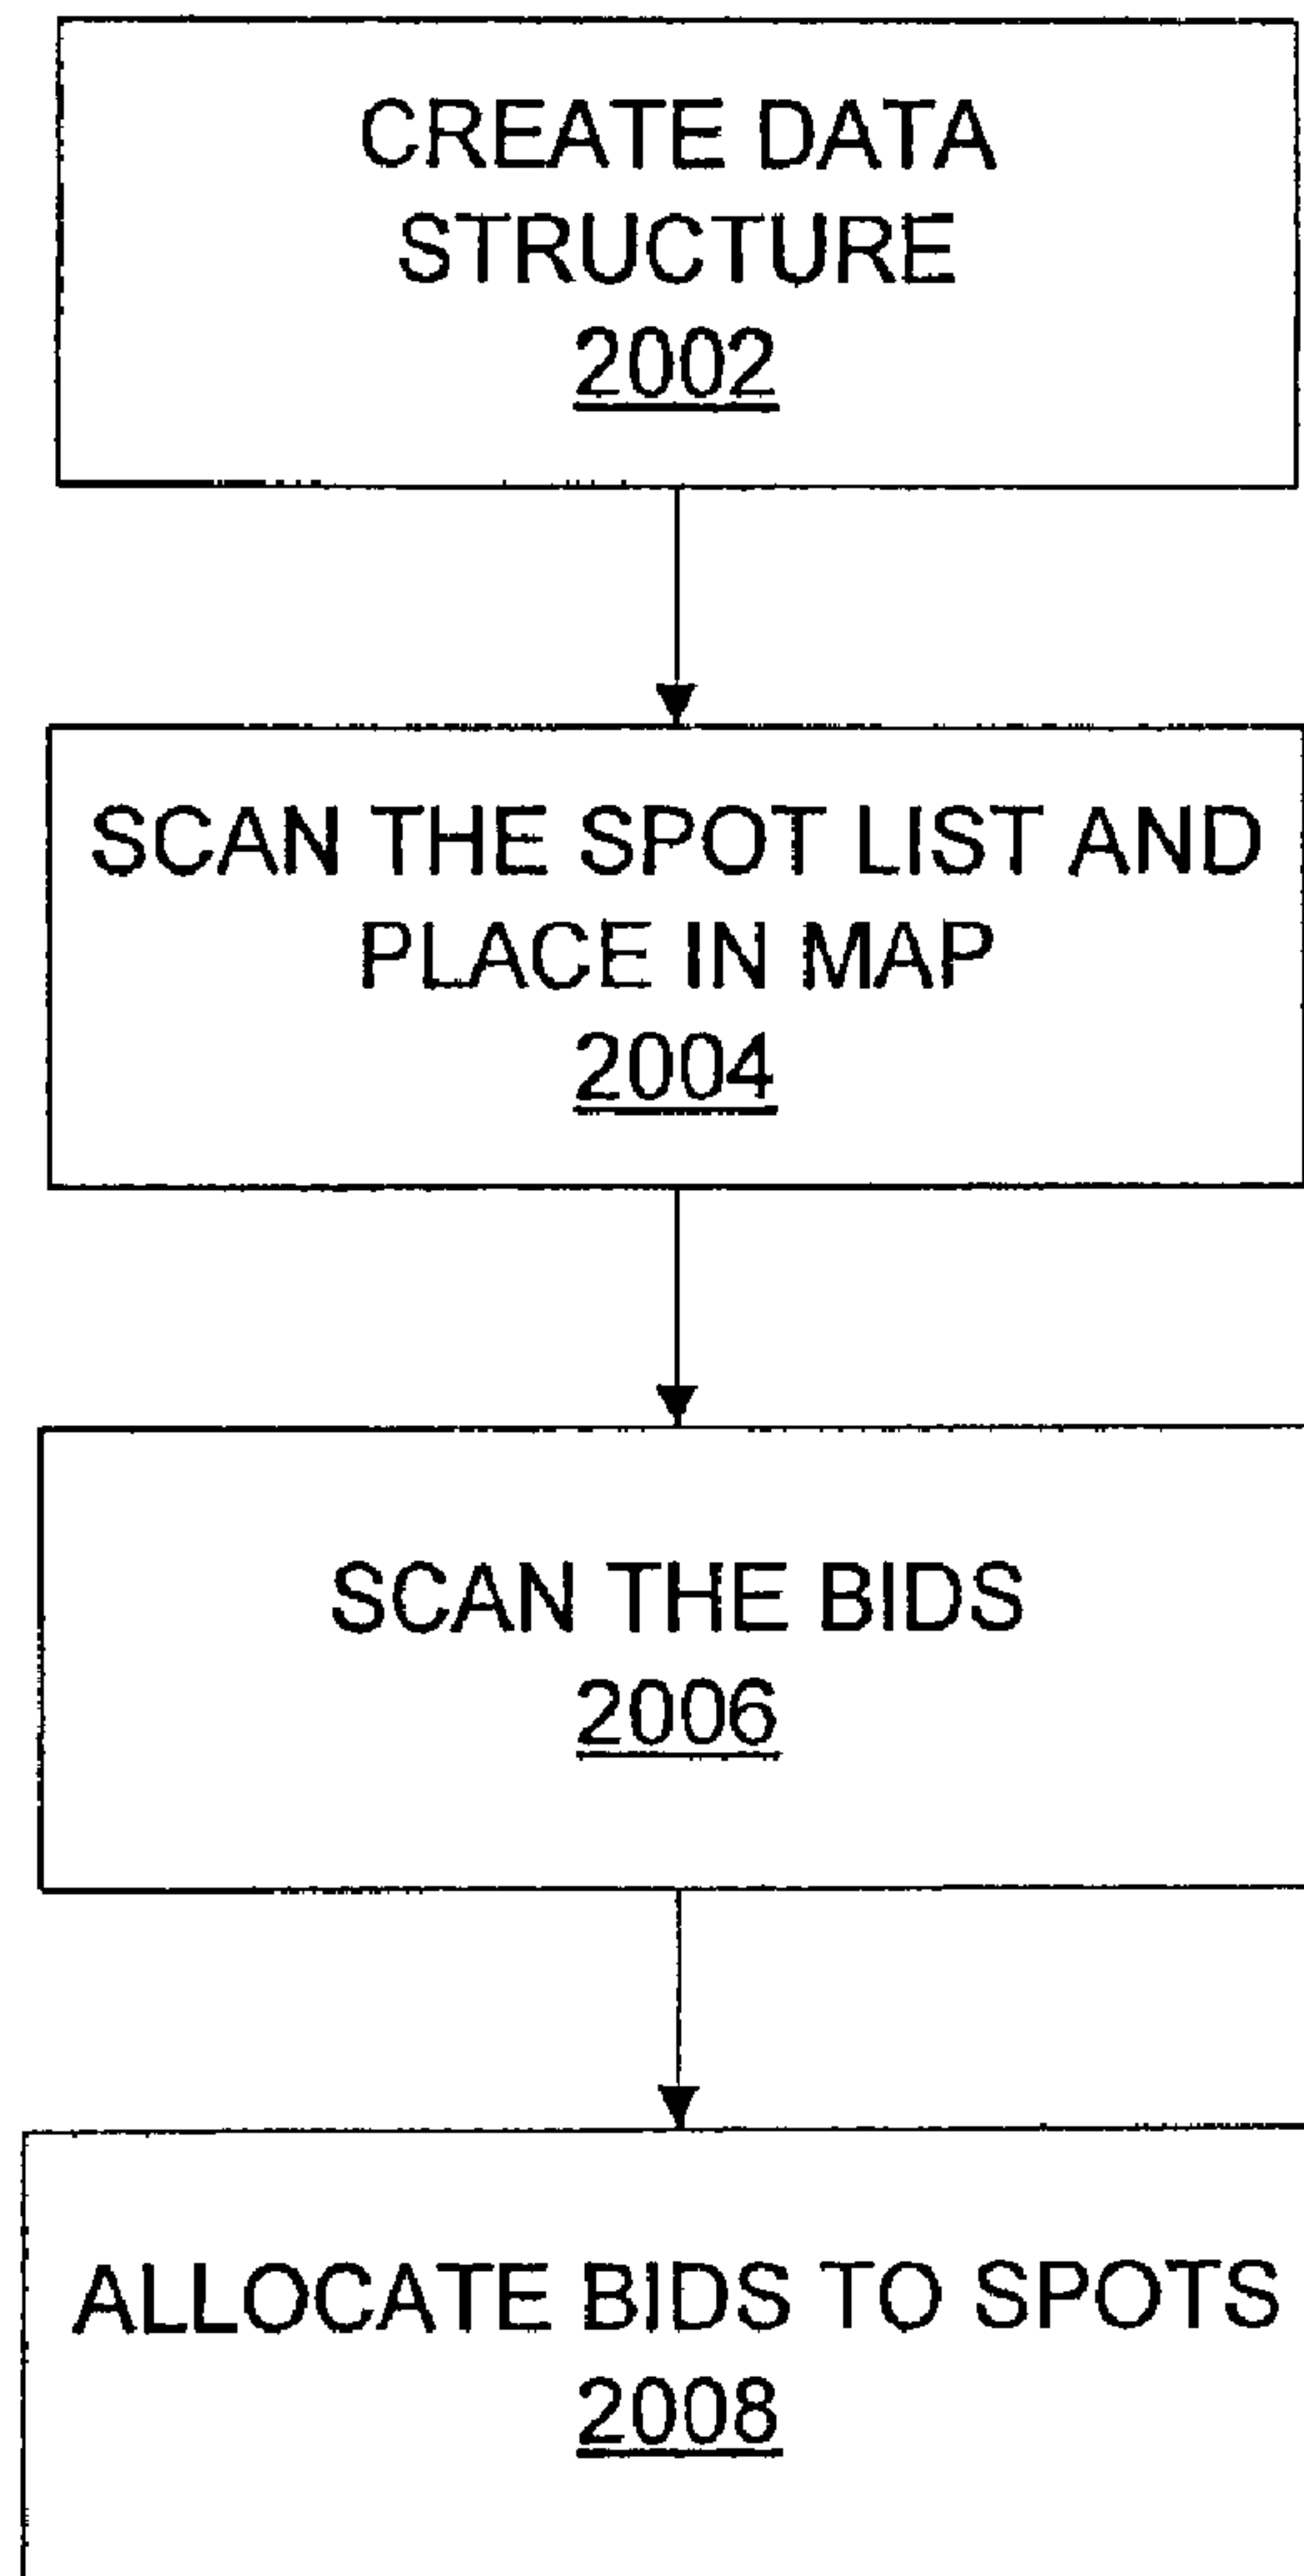 CREATE DATA
STRUCTURE
2002
SCAN THE SPOT LIST AND
PLACE IN MAP
2004
SCAN THE BIDS
2006
ALLOCATE BIDS TO SPOTS
2008